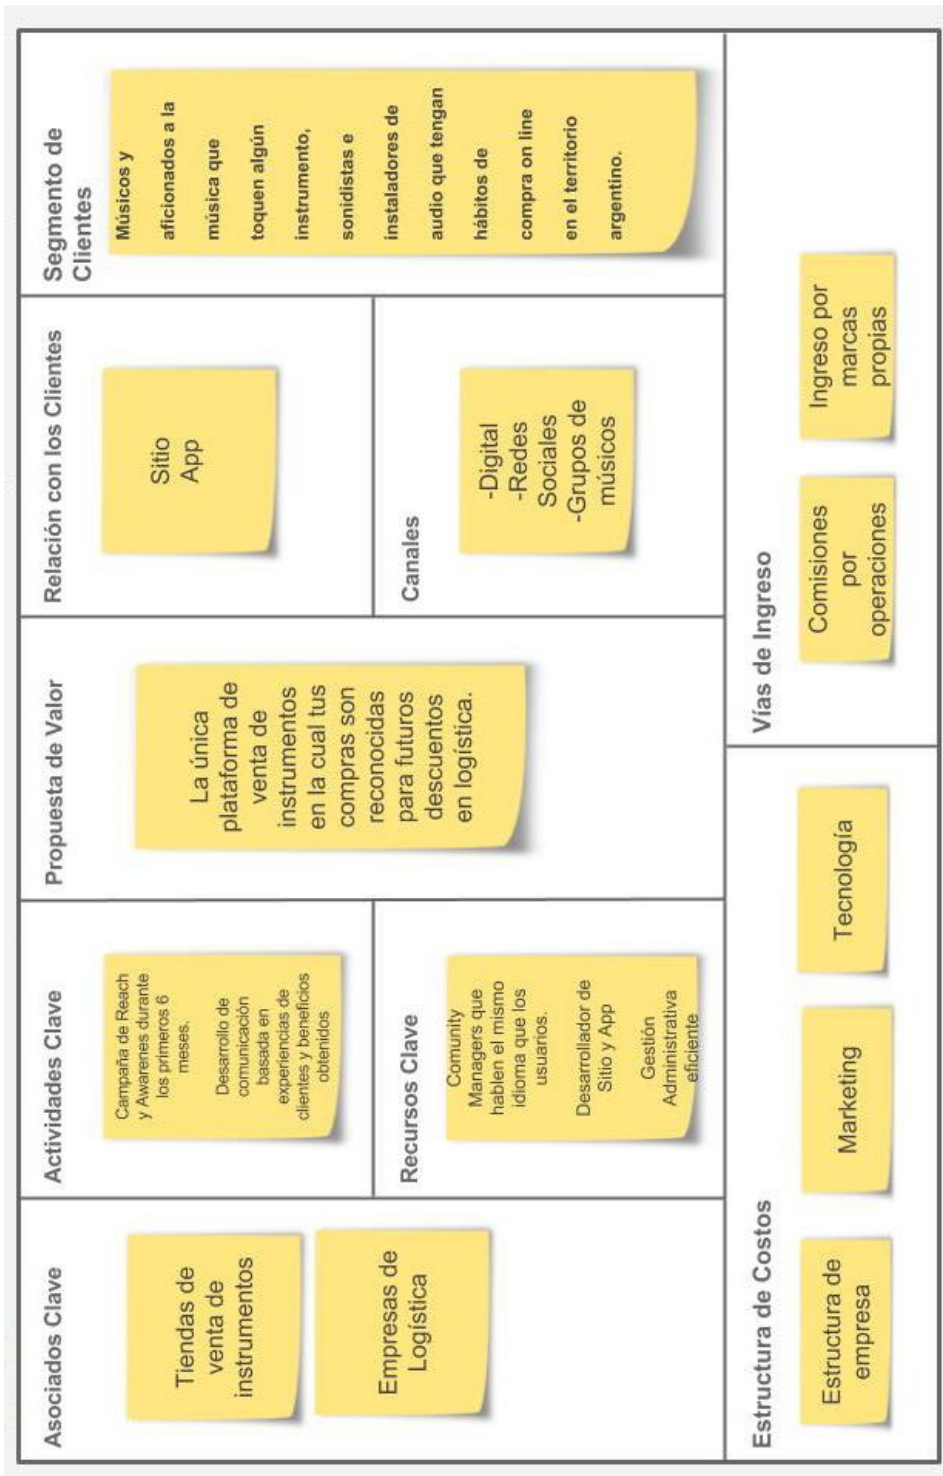 Asociados Clave
Tiendas de
venta de
instrumentos
Empresas de
Logística
Actividades Clave
Campaña de Reach
y Awarenes durante
los primeros 6
meses.
Desarrollo de
comunicación
basada en
experiencias de
clientes y beneficios
obtenidos
Recursos Clave
Comunity
Managers que
hablen el mismo
idioma que los
usuarios.
Desarrollador de
Sitio y App
Gestión
Administrativa
eficiente
Propuesta de Valor
La única
plataforma de
venta de
instrumentos
en la cual tus
compras son
reconocidas
para futuros
descuentos
en logística.
Relación con los Clientes
Sitio
App
Canales
-Digital
-Redes
Sociales
-Grupos de
músicos
Segmento de
Clientes
Músicos y
aficionados a la
música que
toquen algún
instrumento,
sonidistas e
instaladores de
audio que tengan
hábitos de
compra on line
en el territorio
argentino.
Estructura de Costos
Estructura de
empresa
Marketing
Tecnología
Vías de Ingreso
Comisiones
por
operaciones
Ingreso por
marcas
propias